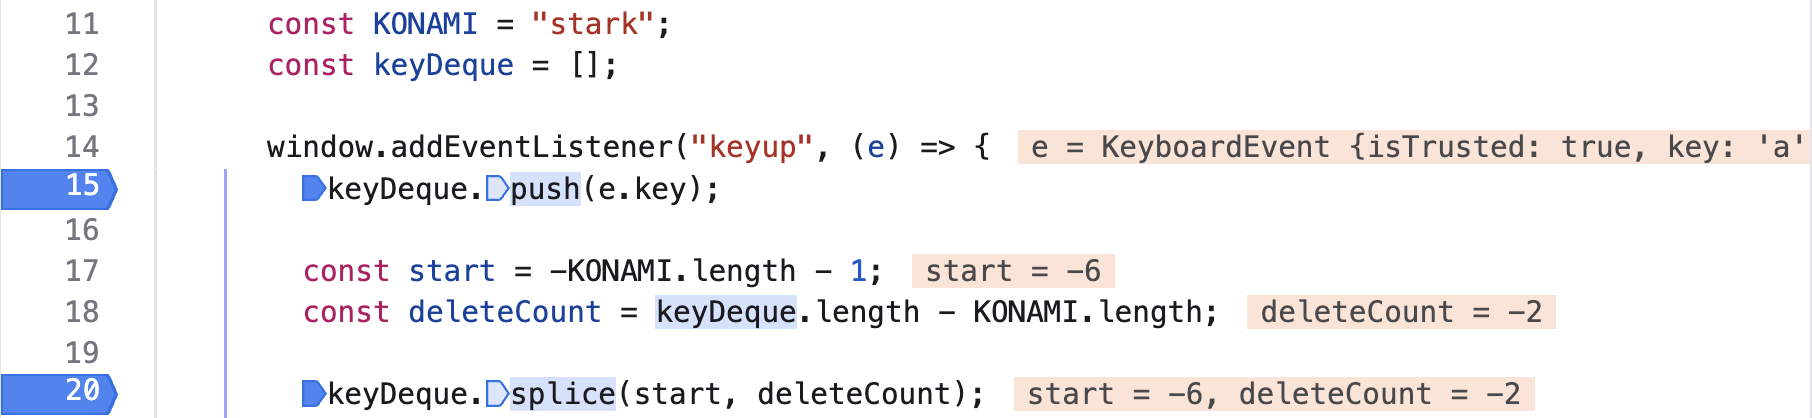 11 const KONAMI = "stark";
12 const keyDeque = [];
13
14 window.addEventListener("keyup", (e) => { e = KeyboardEvent {isTrusted: true, key: 'a'
15 keyDeque.push(e.key);
16
17 const start = -KONAMI.length - 1; start = -6
18 const deleteCount = keyDeque.length - KONAMI.length; deleteCount = -2
19
20 keyDeque.splice(start, deleteCount); start = -6, deleteCount = -2